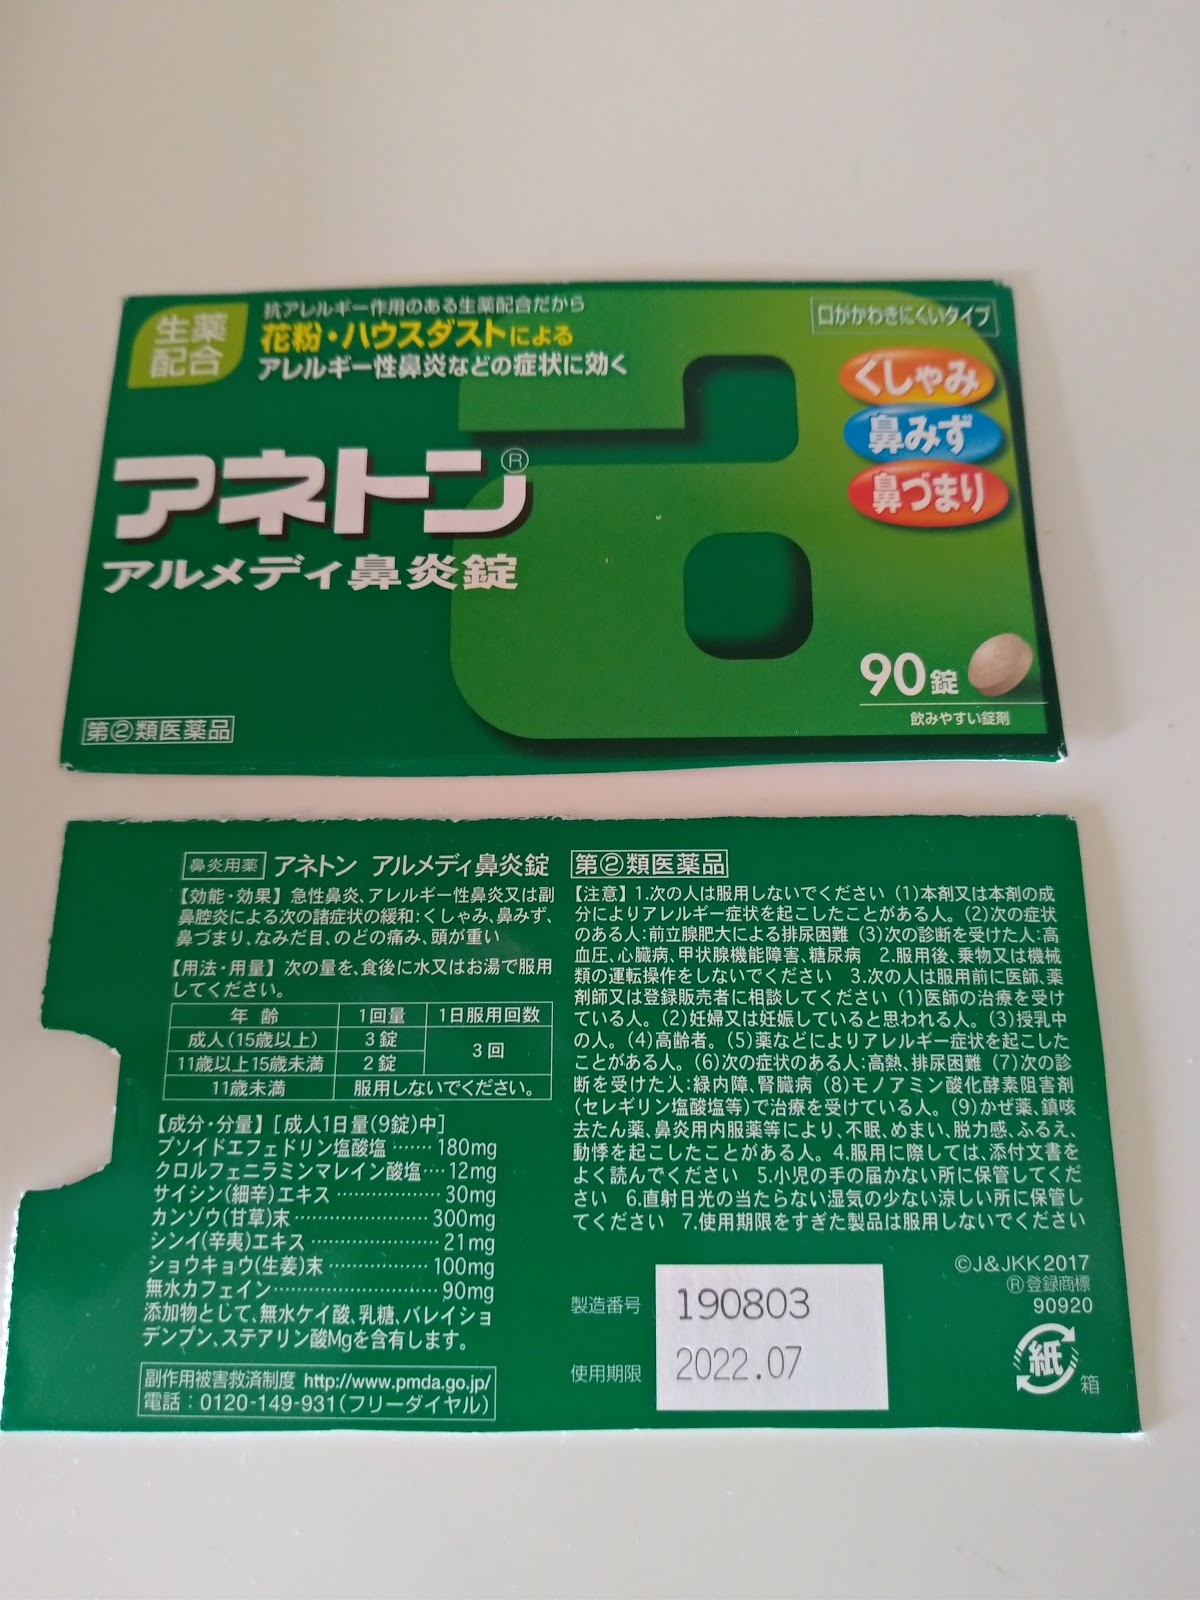 生薬
配合
抗アレルギー作用のある生薬配合だから
花粉・ハウスダストによる
アレルギー性鼻炎などの症状に効く
口がかわきにくいタイプ
くしゃみ
鼻みず
鼻づまり
アネトン®
アルメディ鼻炎錠
90錠
飲みやすい錠剤
第②類医薬品
鼻炎用薬 アネトン アルメディ鼻炎錠
【効能・効果】急性鼻炎、アレルギー性鼻炎又は副
鼻腔炎による次の諸症状の緩和:くしゃみ、鼻みず、
鼻づまり、なみだ目、のどの痛み、頭が重い
【用法・用量】次の量を、食後に水又はお湯で服用
してください。
年齢 1回量 1日服用回数
成人(15歳以上) 3錠 3回
11歳以上15歳未満 2錠
11歳未満 服用しないでください。
【成分・分量】[成人1日量(9錠)中]
プソイドエフェドリン塩酸塩……180mg
クロルフェニラミンマレイン酸塩…12mg
サイシン(細辛)エキス………………30mg
カンゾウ(甘草)末…………………300mg
シンイ(辛夷)エキス…………………21mg
ショウキョウ(生姜)末……………100mg
無水カフェイン………………………90mg
添加物として、無水ケイ酸、乳糖、バレイショ
デンプン、ステアリン酸Mgを含有します。
副作用被害救済制度 http://www.pmda.go.jp/
電話:0120-149-931(フリーダイヤル)
第②類医薬品
【注意】1.次の人は服用しないでください (1)本剤又は本剤の成
分によりアレルギー症状を起こしたことがある人。(2)次の症状
のある人:前立腺肥大による排尿困難 (3)次の診断を受けた人:高
血圧、心臓病、甲状腺機能障害、糖尿病 2.服用後、乗物又は機械
類の運転操作をしないでください 3.次の人は服用前に医師、薬
剤師又は登録販売者に相談してください (1)医師の治療を受け
ている人。(2)妊婦又は妊娠していると思われる人。(3)授乳中
の人。(4)高齢者。(5)薬などによりアレルギー症状を起こした
ことがある人。(6)次の症状のある人:高熱、排尿困難 (7)次の診
断を受けた人:緑内障、腎臓病 (8)モノアミン酸化酵素阻害剤
(セレギリン塩酸塩等)で治療を受けている人。(9)かぜ薬、鎮咳
去たん薬、鼻炎用内服薬等により、不眠、めまい、脱力感、ふるえ、
動悸を起こしたことがある人。4.服用に際しては、添付文書を
よく読んでください 5.小児の手の届かない所に保管してくだ
さい 6.直射日光の当たらない湿気の少ない涼しい所に保管し
てください 7.使用期限をすぎた製品は服用しないでください
製造番号 190803
使用期限 2022.07
©J&JKK 2017
®登録商標
90920
紙
箱